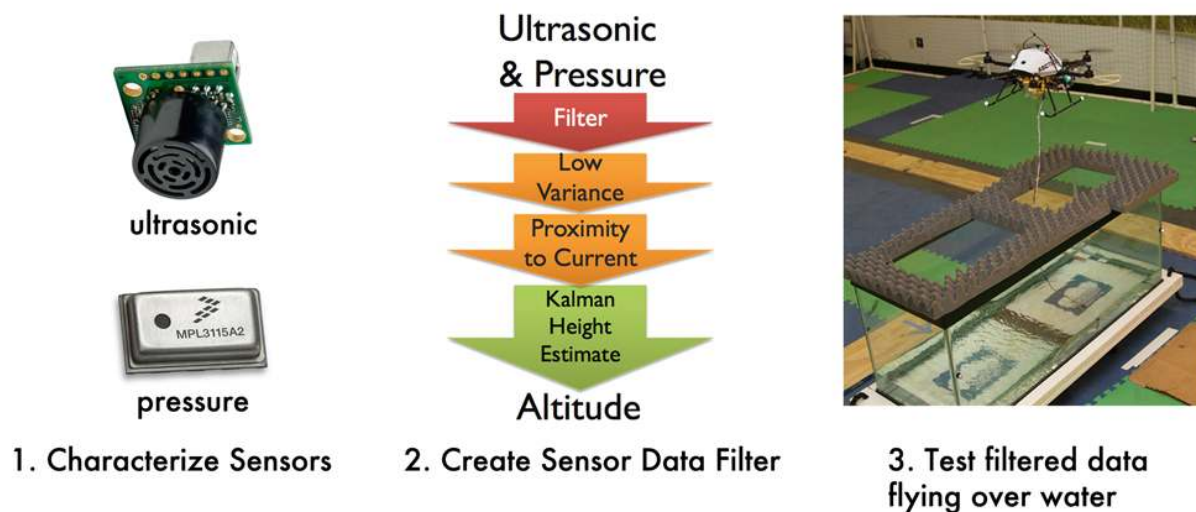 ultrasonic
MPL3115A2
pressure
1. Characterize Sensors
Ultrasonic
& Pressure
Filter
Low
Variance
Proximity
to Current
Kalman
Height
Estimate
Altitude
2. Create Sensor Data Filter
3. Test filtered data
flying over water